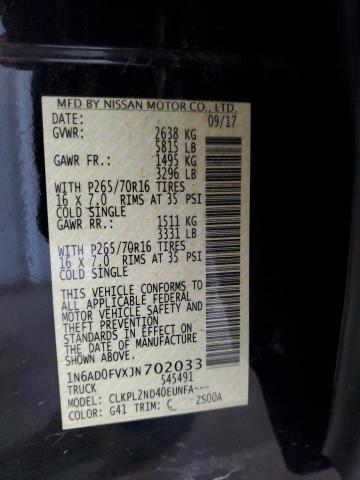 MFD BY NISSAN MOTOR CO., LTD.
DATE: 09/17
GVWR: 2638 KG
5815 LB
GAWR FR.: 1495 KG
3296 LB
WITH P265/70R16 TIRES
16 X 7.0 RIMS AT 35 PSI
COLD SINGLE
GAWR RR.: 1511 KG
3331 LB
WITH P265/70R16 TIRES
16 X 7.0 RIMS AT 35 PSI
COLD SINGLE
THIS VEHICLE CONFORMS TO
ALL APPLICABLE FEDERAL
MOTOR VEHICLE SAFETY AND
THEFT PREVENTION
STANDARDS IN EFFECT ON
THE DATE OF MANUFACTURE
SHOWN ABOVE
1N6AD0FVXJN702033
TRUCK 545491
MODEL: CLKPL2ND40EUNFA---
COLOR: G41 TRIM: C ZS00A